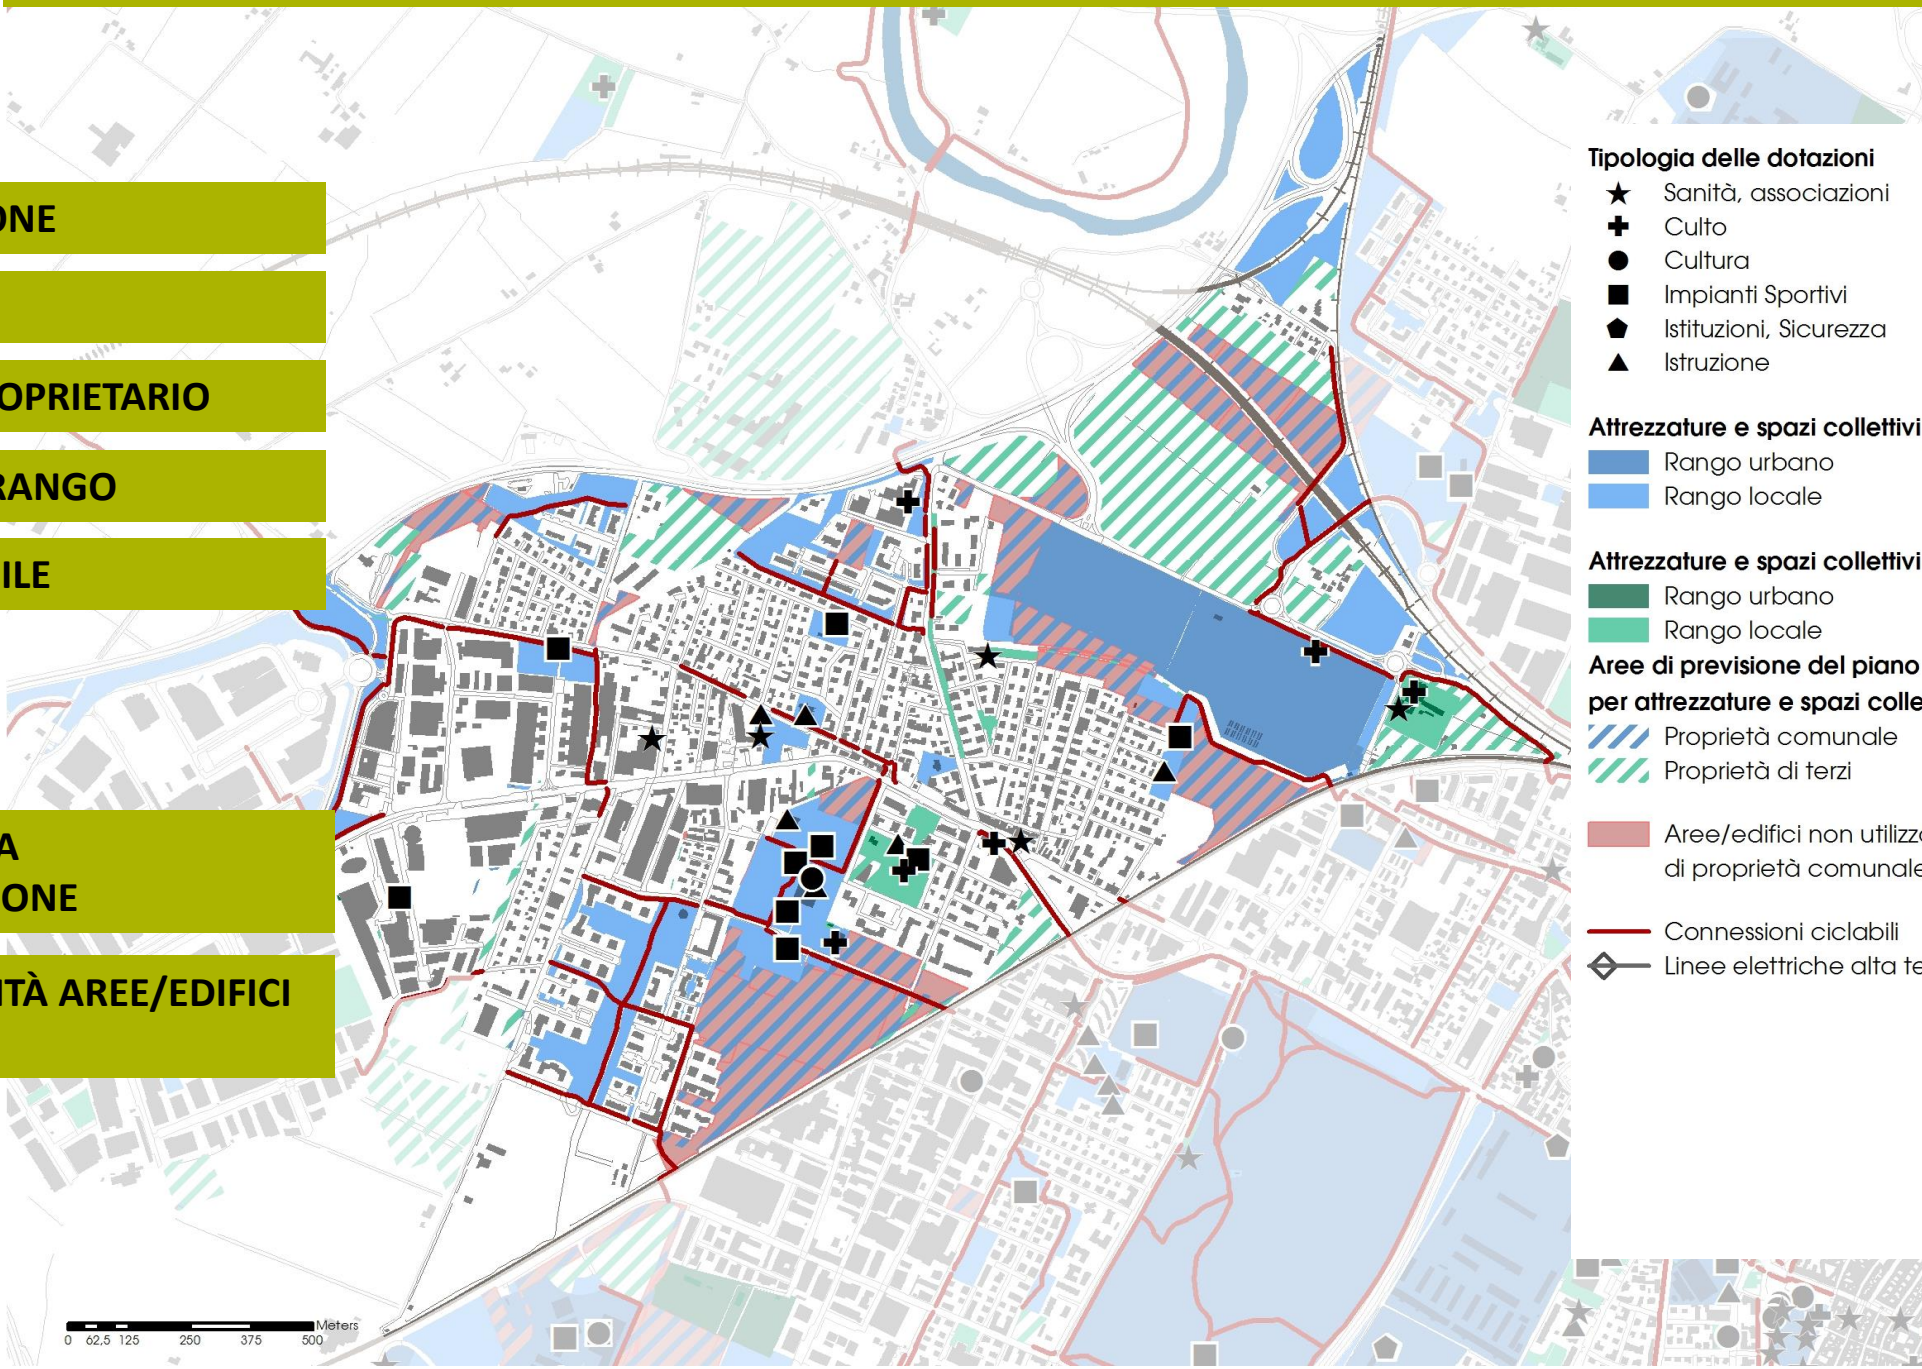 ONE
OPRIETARIO
RANGO
ILE
A
ONE
ITÀ AREE/EDIFICI
Tipologia delle dotazioni
Sanità, associazioni
Culto
Cultura
Impianti Sportivi
Istituzioni, Sicurezza
Istruzione
Attrezzature e spazi collettivi
Rango urbano
Rango locale
Attrezzature e spazi collettivi
Rango urbano
Rango locale
Aree di previsione del piano
per attrezzature e spazi colle
Proprietà comunale
Proprietà di terzi
Aree/edifici non utilizza
di proprietà comunale
Connessioni ciclabili
Linee elettriche alta te
Meters
0 62,5 125 250 375 500